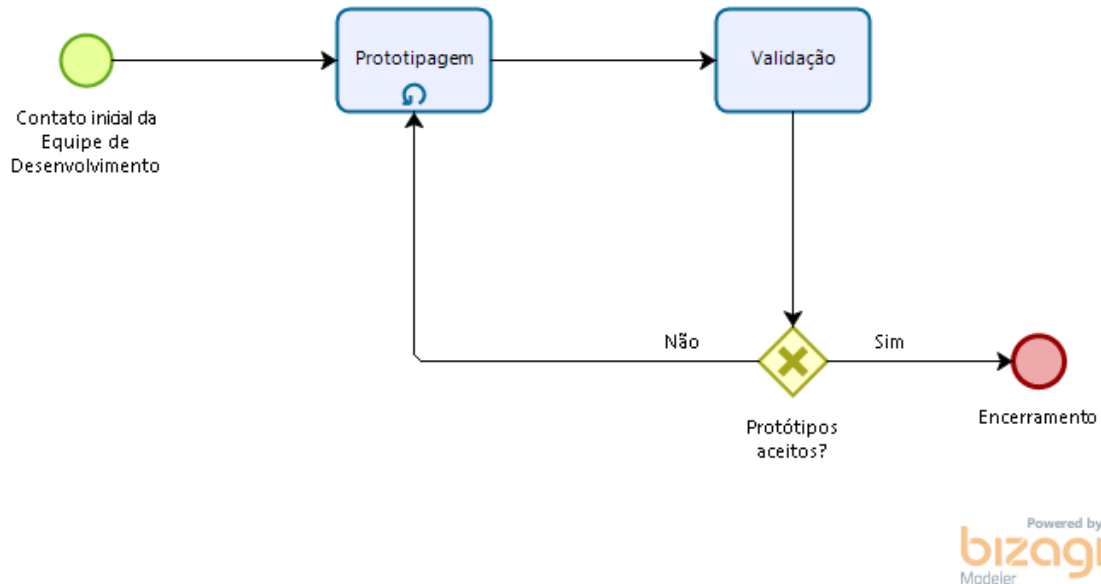 Prototipagem
Validação
Contato inicial da
Equipe de
Desenvolvimento
Não
Sim
Protótipos
aceitos?
Encerramento
Powered by
bizagi
Modeler